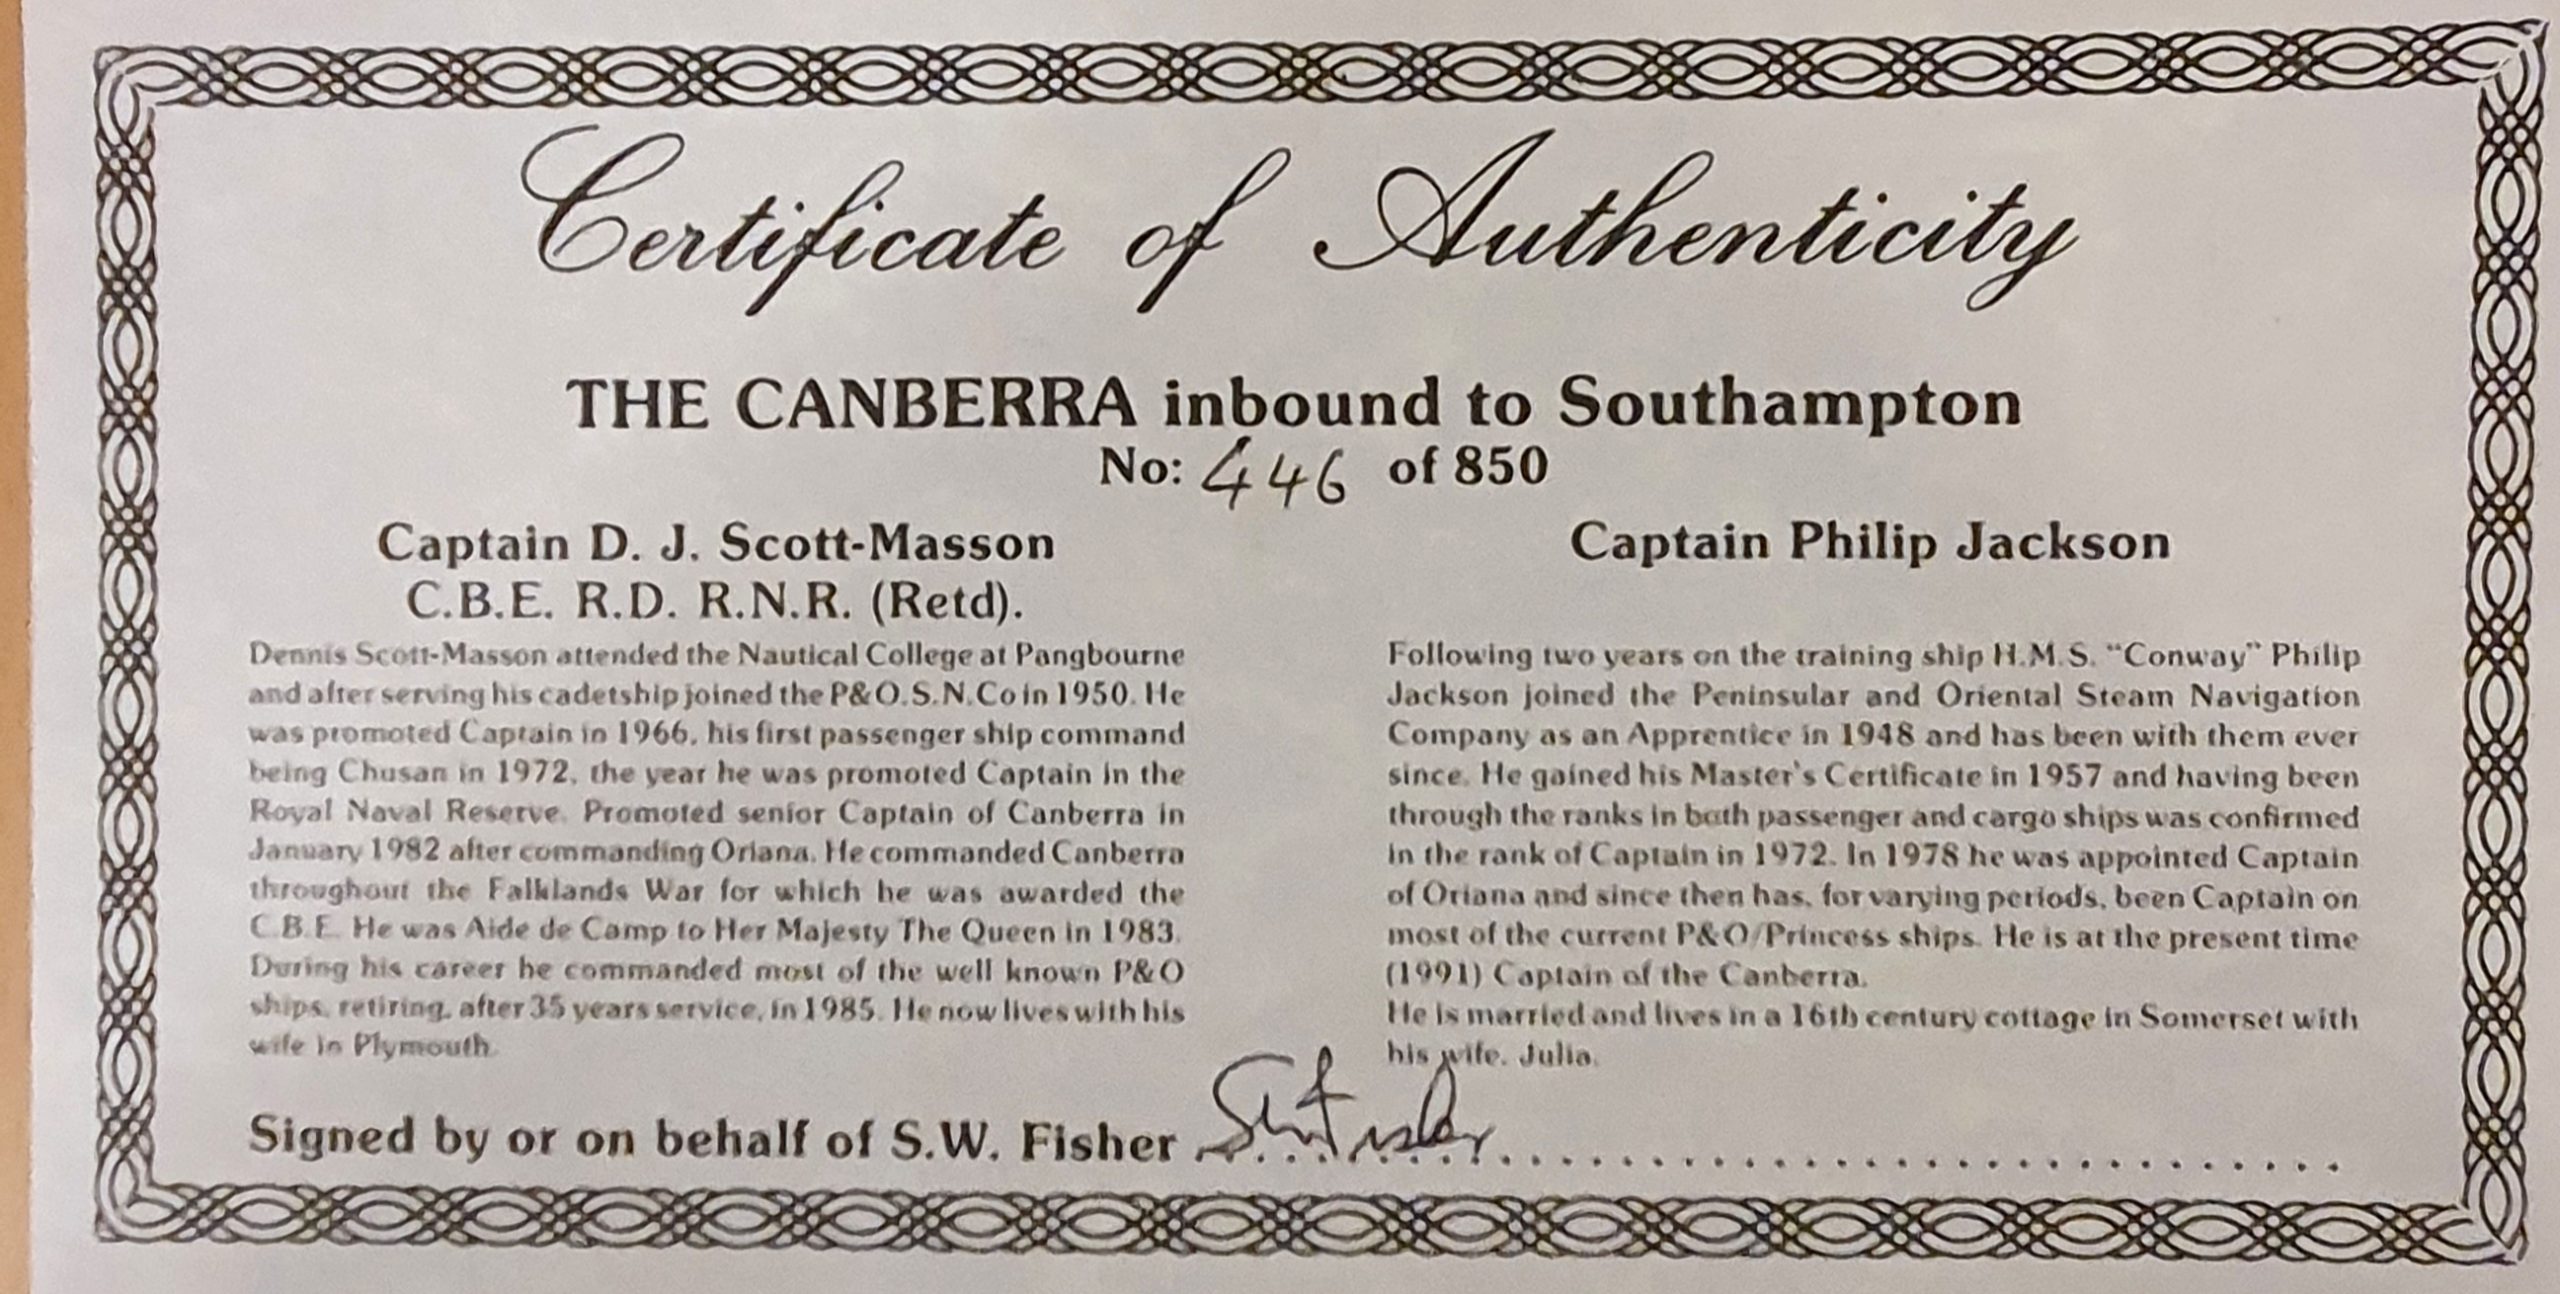 Certificate of Authenticity
THE CANBERRA inbound to Southampton
No: 446 of 850
Captain D. J. Scott-Masson
C.B.E. R.D. R.N.R. (Retd).
Dennis Scott-Masson attended the Nautical College at Pangbourne
and after serving his cadetship joined the P&O.S.N.Co in 1950. He
was promoted Captain in 1966, his first passenger ship command
being Chusan in 1972, the year he was promoted Captain in the
Royal Naval Reserve. Promoted senior Captain of Canberra in
January 1982 after commanding Oriana. He commanded Canberra
throughout the Falklands War for which he was awarded the
C.B.E. He was Aide de Camp to Her Majesty The Queen in 1983.
During his career he commanded most of the well known P&O
ships, retiring, after 35 years service, in 1985. He now lives with his
wife in Plymouth.
Captain Philip Jackson
Following two years on the training ship H.M.S. "Conway" Philip
Jackson joined the Peninsular and Oriental Steam Navigation
Company as an Apprentice in 1948 and has been with them ever
since. He gained his Master's Certificate in 1957 and having been
through the ranks in both passenger and cargo ships was confirmed
in the rank of Captain in 1972. In 1978 he was appointed Captain
of Oriana and since then has, for varying periods, been Captain on
most of the current P&O/Princess ships. He is at the present time
(1991) Captain of the Canberra.
He is married and lives in a 16th century cottage in Somerset with
his wife, Julia.
Signed by or on behalf of S.W. Fisher SW Fisher